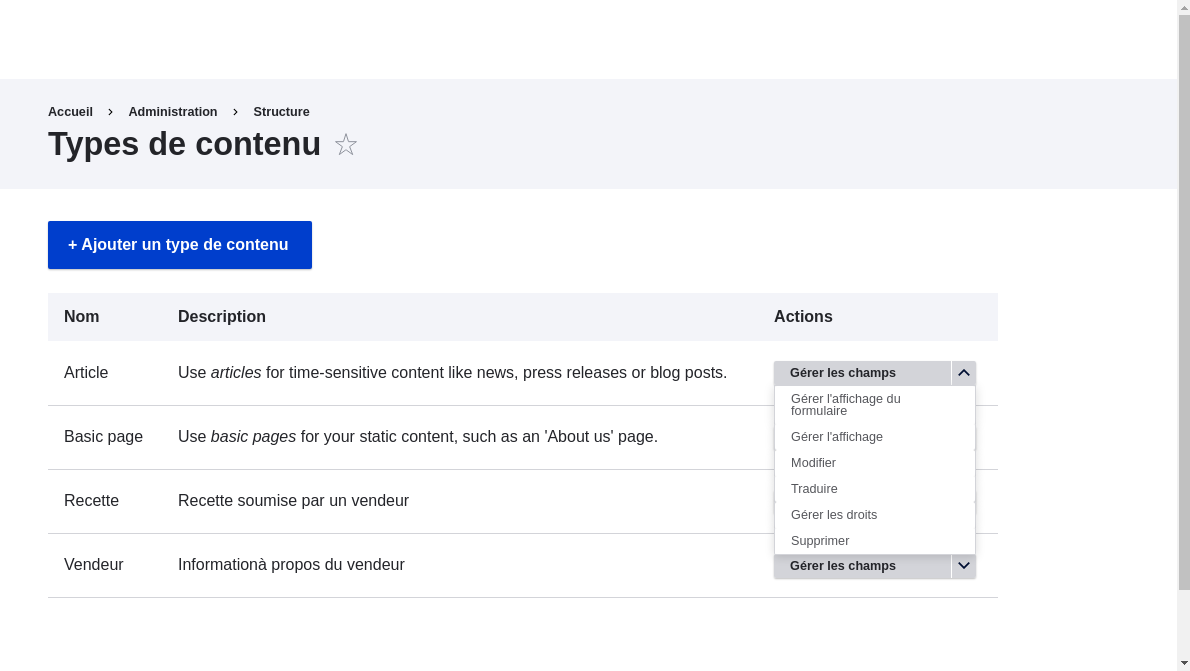 Accueil › Administration › Structure
Types de contenu ☆
+ Ajouter un type de contenu
Nom Description Actions
Article Use articles for time-sensitive content like news, press releases or blog posts. Gérer les champs
Gérer l'affichage du
formulaire
Basic page Use basic pages for your static content, such as an 'About us' page. Gérer l'affichage
Modifier
Traduire
Recette Recette soumise par un vendeur
Gérer les droits
Supprimer
Vendeur Informationà propos du vendeur Gérer les champs